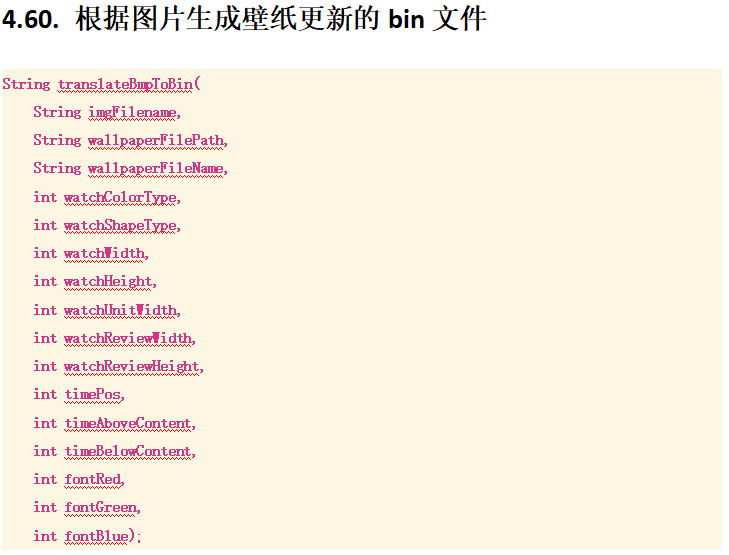 4.60. 根据图片生成壁纸更新的 bin 文件
String translateBmpToBin(
String imgFilename,
String wallpaperFilePath,
String wallpaperFileName,
int watchColorType,
int watchShapeType,
int watchWidth,
int watchHeight,
int watchUnitWidth,
int watchReviewWidth,
int watchReviewHeight,
int timePos,
int timeAboveContent,
int timeBelowContent,
int fontRed,
int fontGreen,
int fontBlue);